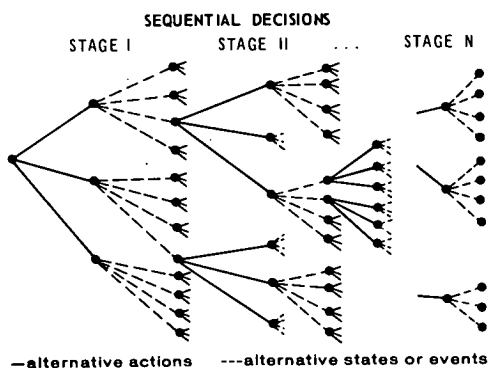 SEQUENTIAL DECISIONS
STAGE I STAGE II ... STAGE N
—alternative actions ---alternative states or events